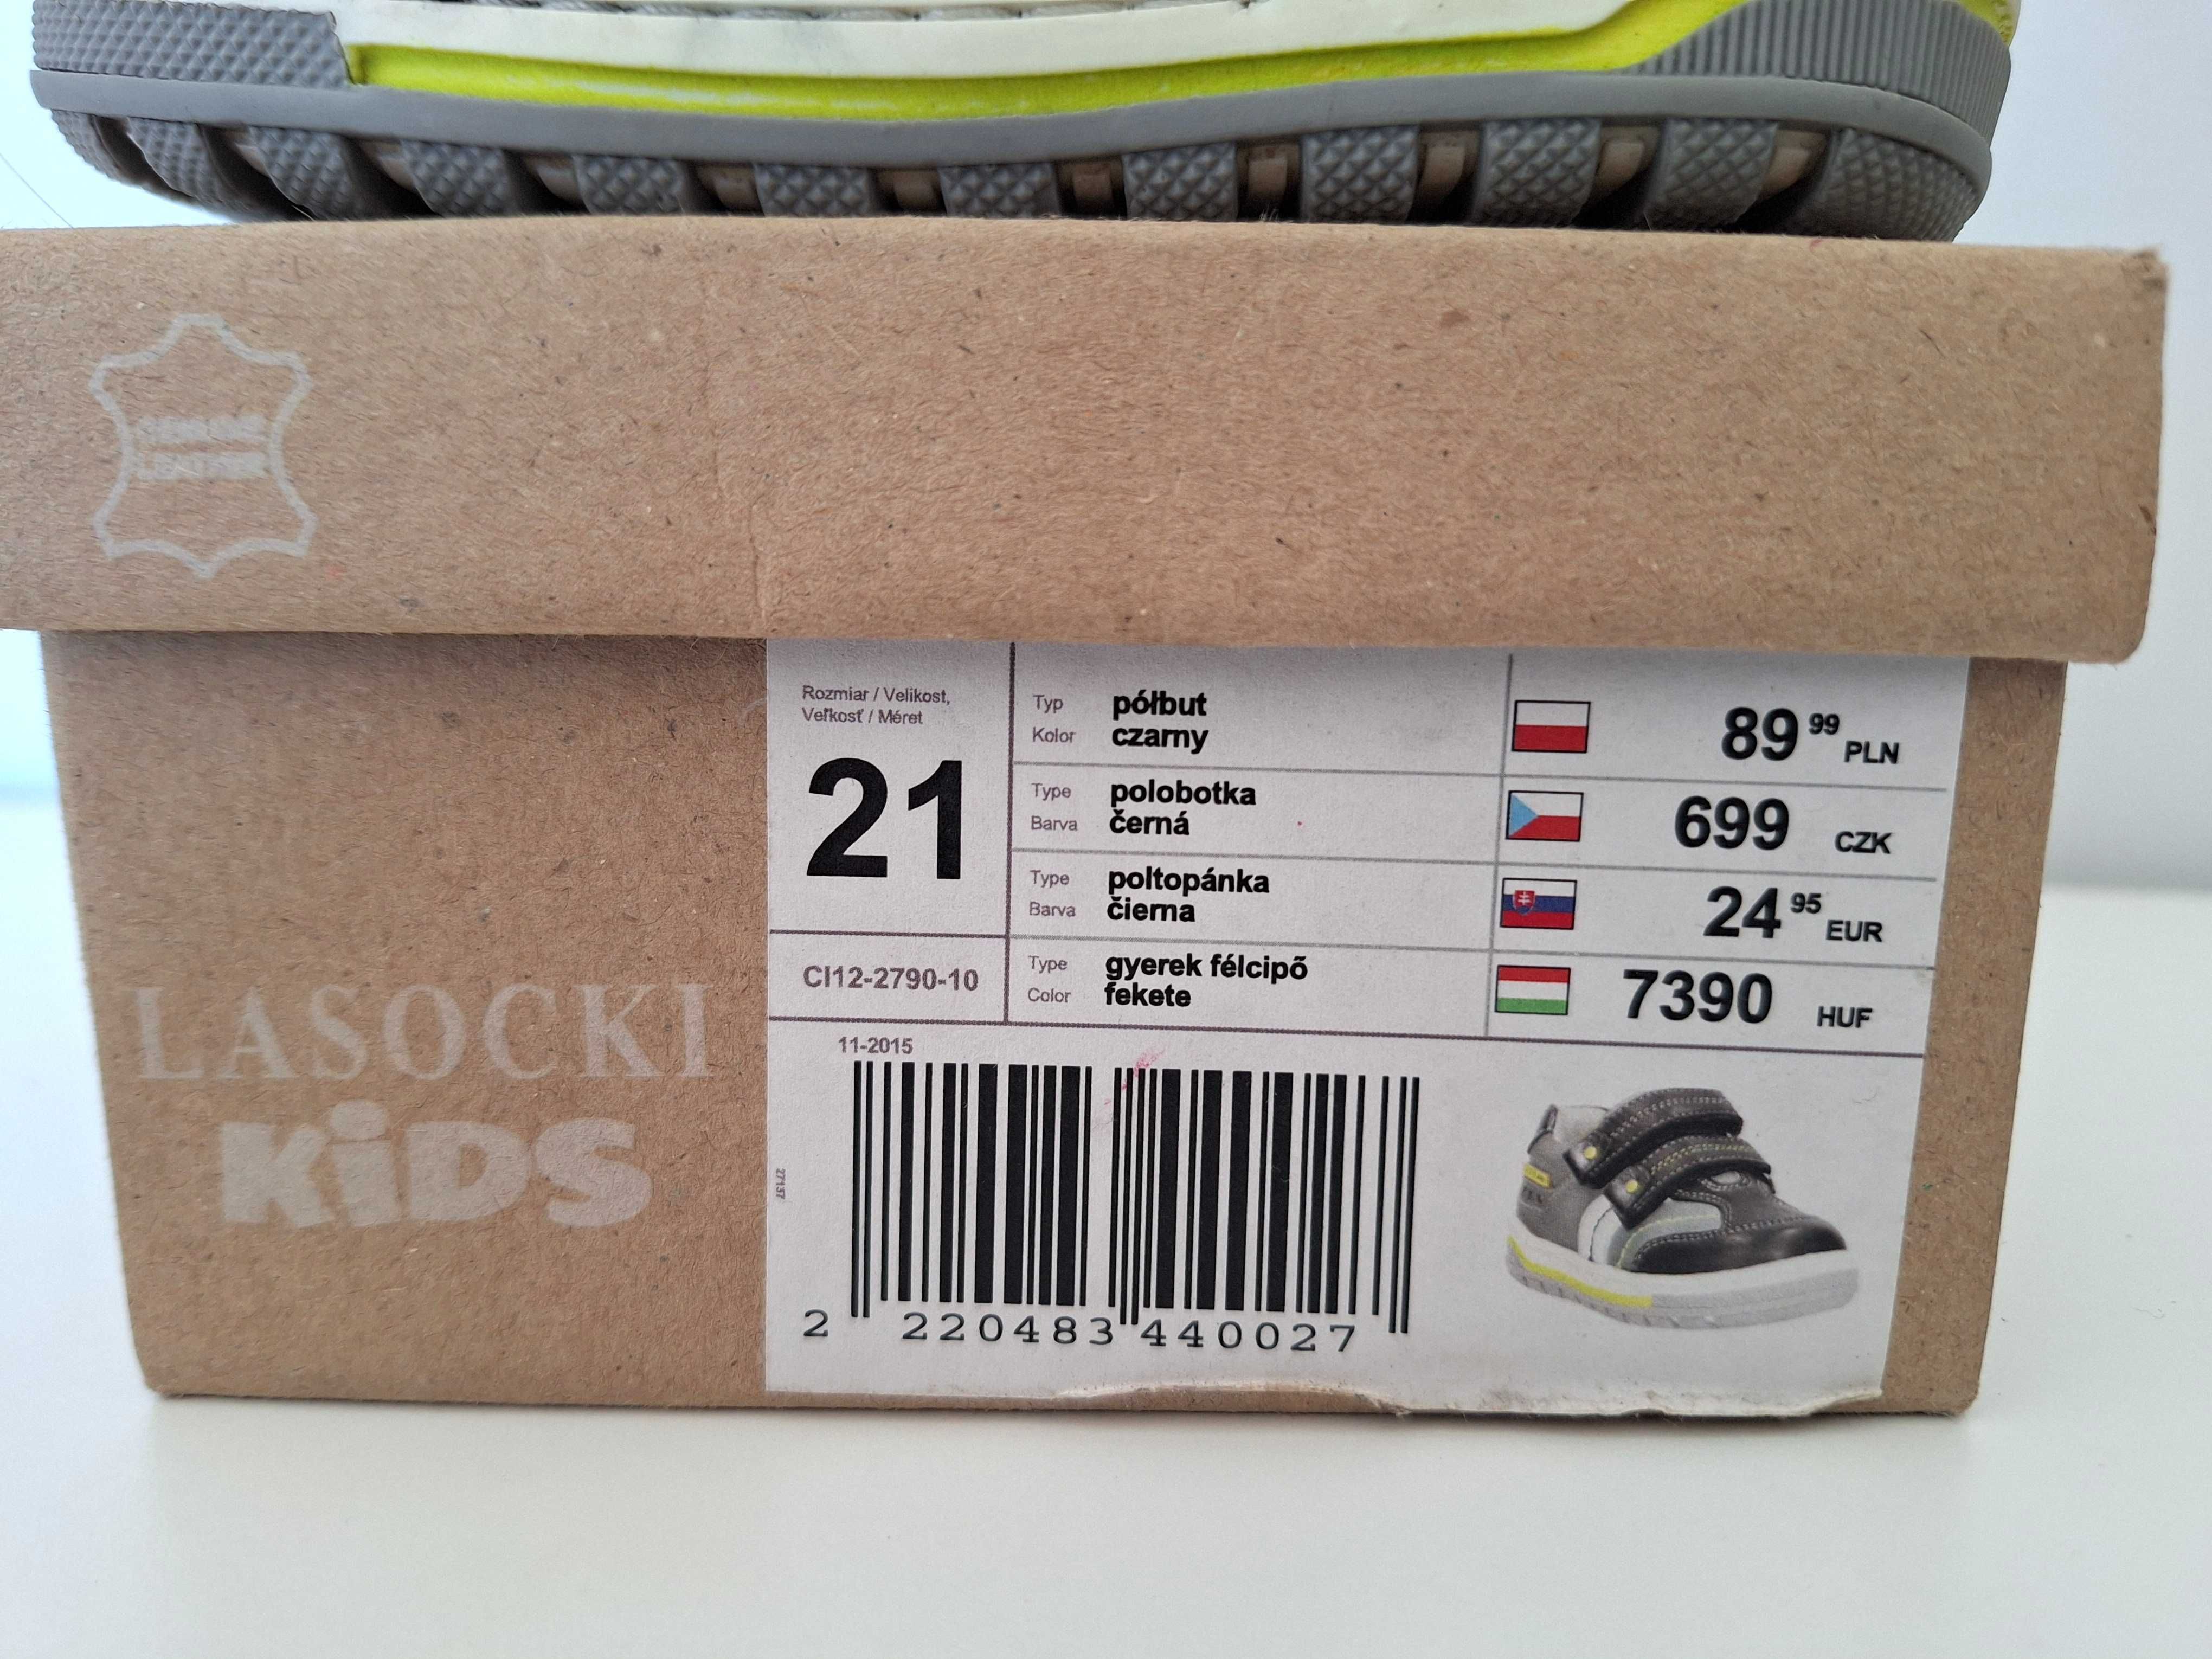 GENUINE
LEATHER
LASOCKI
KiDS
Rozmiar / Velikost,
Veľkosť / Méret
21
CI12-2790-10
Typ półbut
Kolor czarny
89 99 PLN
Type polobotka
Barva černá
699 CZK
Type poltopánka
Barva čierna
24 95 EUR
Type gyerek félcipõ
Color fekete
7390 HUF
11-2015
27137
2 220483 440027